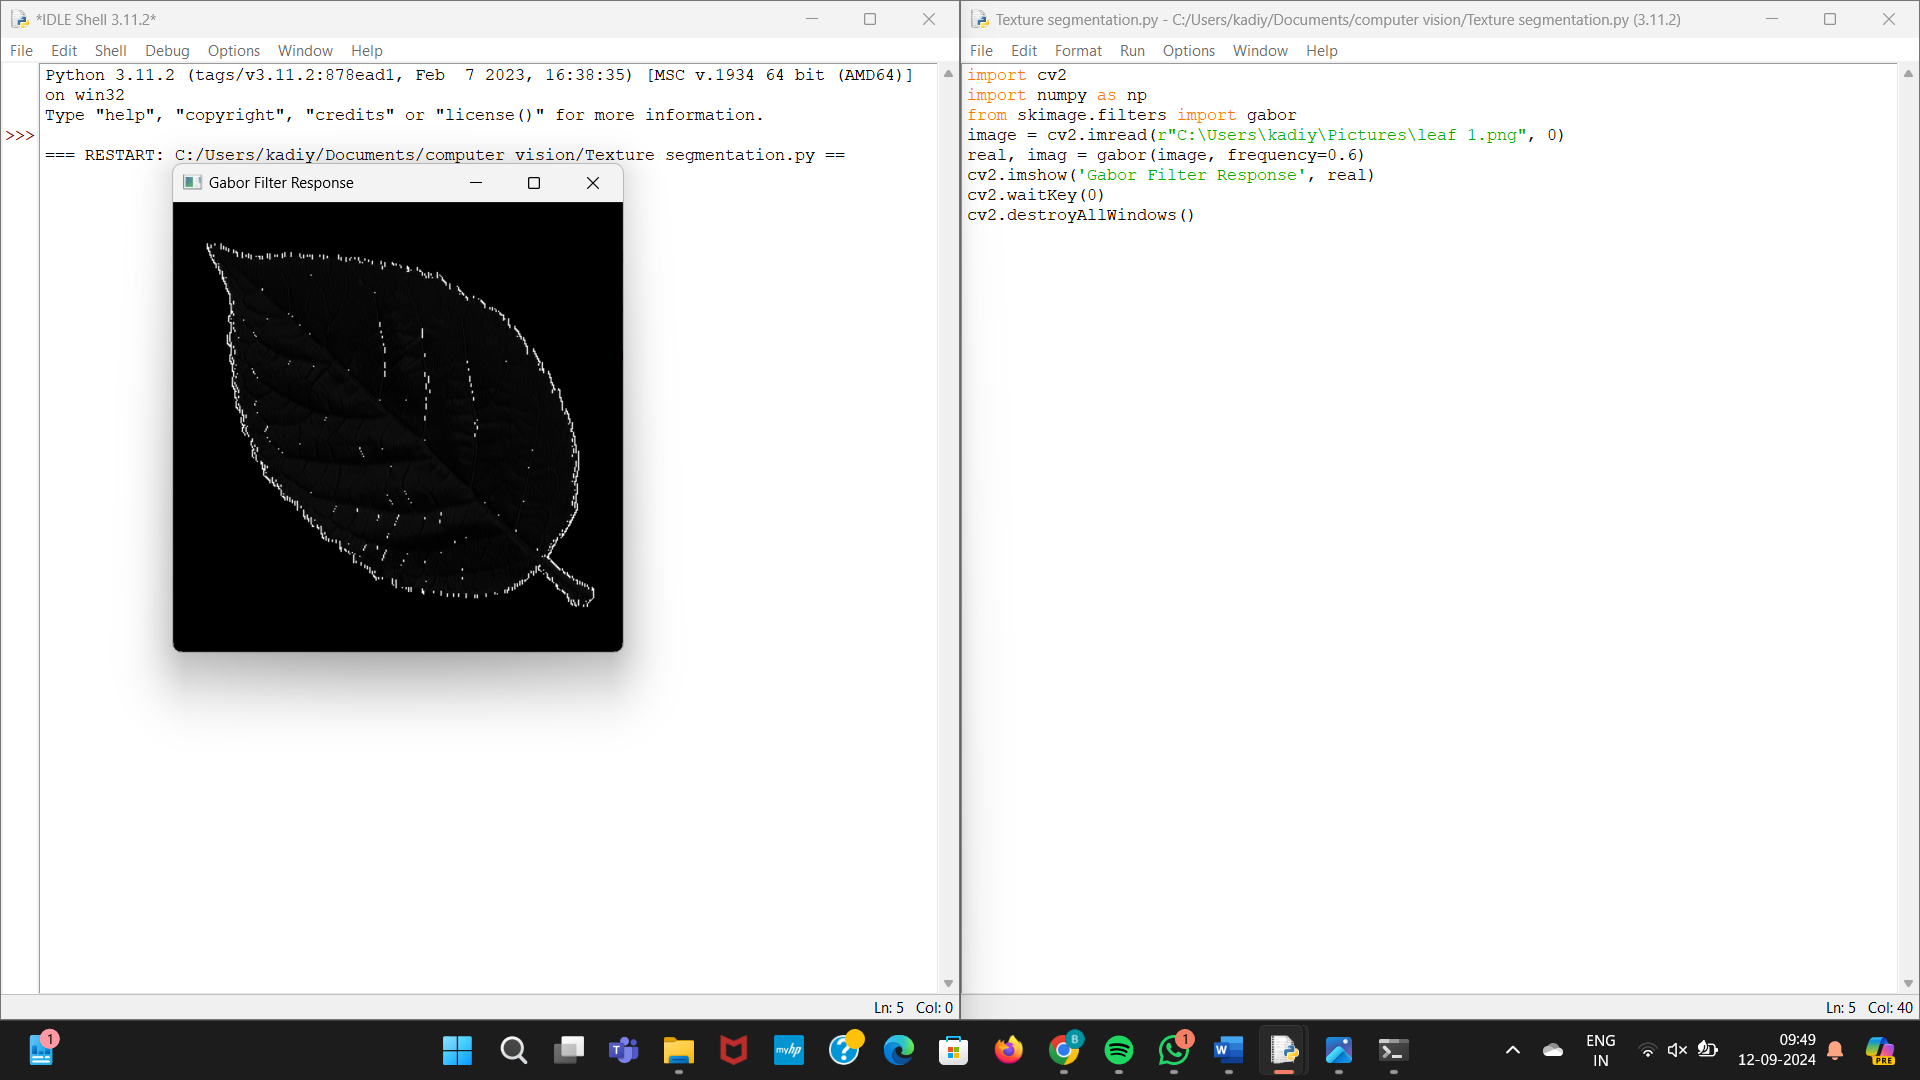 *IDLE Shell 3.11.2*
File Edit Shell Debug Options Window Help
Python 3.11.2 (tags/v3.11.2:878ead1, Feb  7 2023, 16:38:35) [MSC v.1934 64 bit (AMD64)]
on win32
Type "help", "copyright", "credits" or "license()" for more information.
>>>
=== RESTART: C:/Users/kadiy/Documents/computer vision/Texture segmentation.py ==
Gabor Filter Response
Ln: 5 Col: 0
Texture segmentation.py - C:/Users/kadiy/Documents/computer vision/Texture segmentation.py (3.11.2)
File Edit Format Run Options Window Help
import cv2
import numpy as np
from skimage.filters import gabor
image = cv2.imread(r"C:\Users\kadiy\Pictures\leaf 1.png", 0)
real, imag = gabor(image, frequency=0.6)
cv2.imshow('Gabor Filter Response', real)
cv2.waitKey(0)
cv2.destroyAllWindows()
Ln: 5 Col: 40
1
myhp
?
B
1
W
ENG
IN
09:49
12-09-2024
PRE